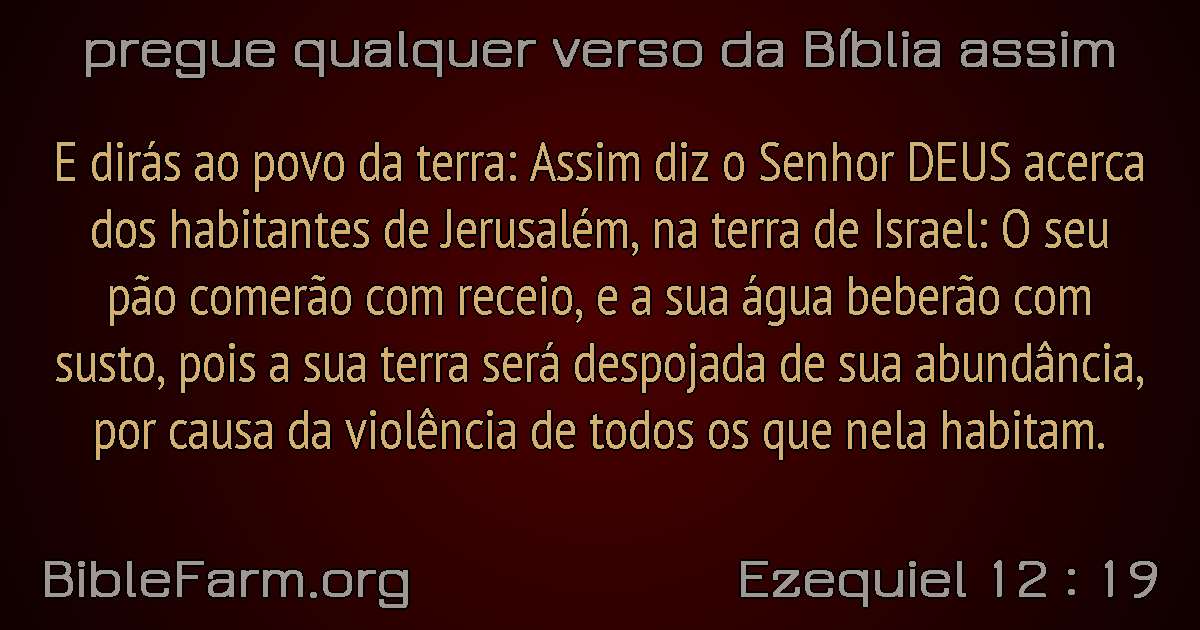 pregue qualquer verso da Bíblia assim
E dirás ao povo da terra: Assim diz o Senhor DEUS acerca
dos habitantes de Jerusalém, na terra de Israel: O seu
pão comerão com receio, e a sua água beberão com
susto, pois a sua terra será despojada de sua abundância,
por causa da violência de todos os que nela habitam.
BibleFarm.org
Ezequiel 12 : 19